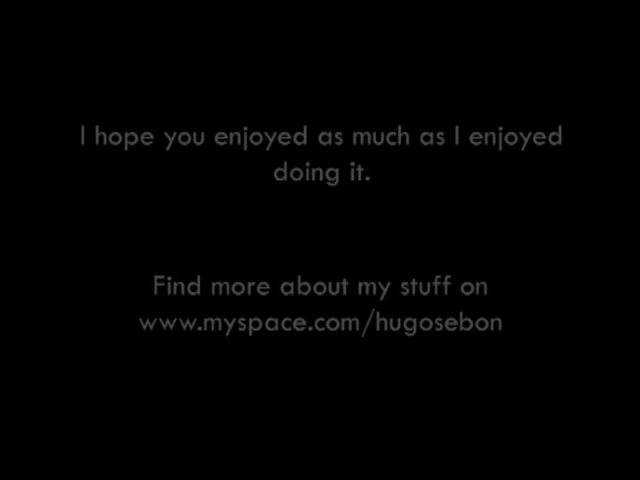 I hope you enjoyed as much as I enjoyed
doing it.
Find more about my stuff on
www.myspace.com/hugosebon